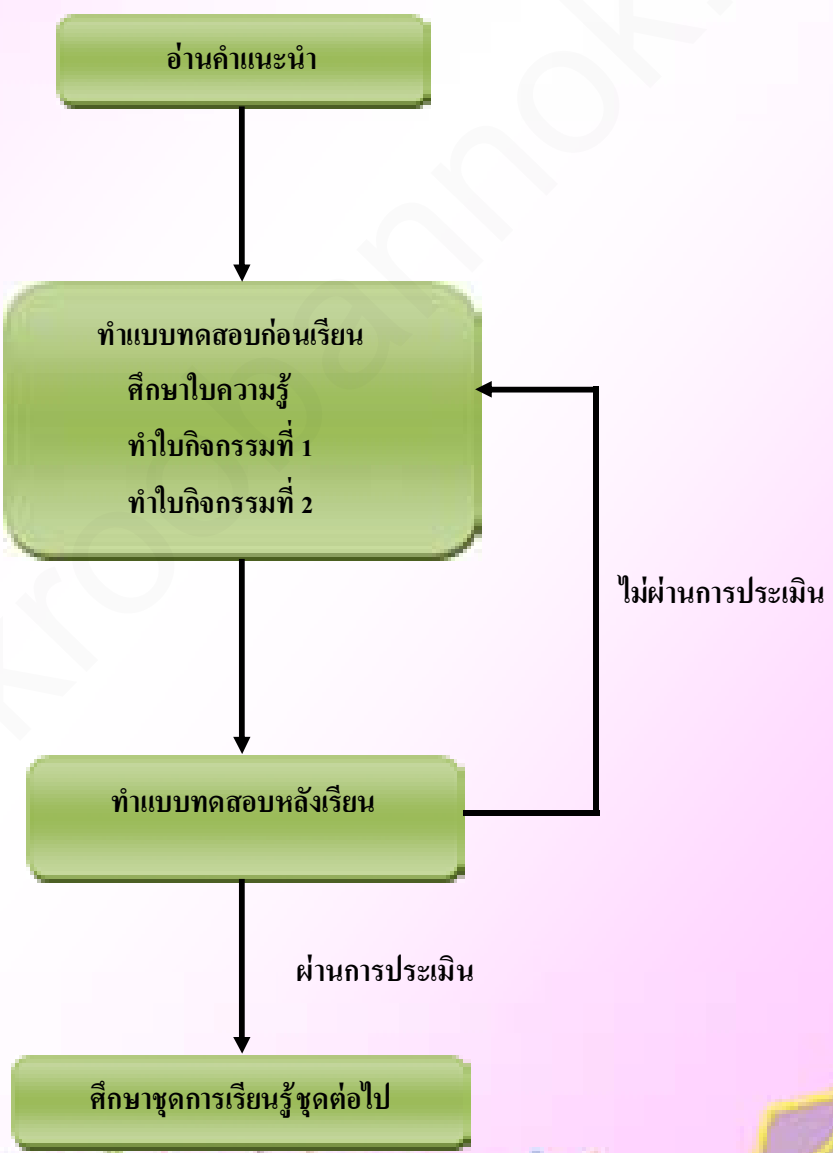 อ่านคำแนะนำ
ทำแบบทดสอบก่อนเรียน
ศึกษาใบความรู้
ทำใบกิจกรรมที่ 1
ทำใบกิจกรรมที่ 2
ไม่ผ่านการประเมิน
ทำแบบทดสอบหลังเรียน
ผ่านการประเมิน
ศึกษาชุดการเรียนรู้ชุดต่อไป